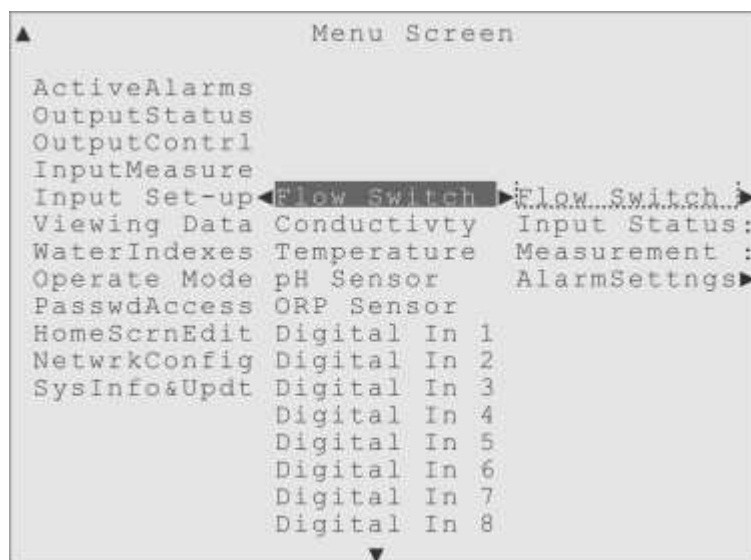 Menu Screen
ActiveAlarms
OutputStatus
OutputContrl
InputMeasure
Input Set-up Flow Switch Flow Switch
Viewing Data Conductivty Input Status:
WaterIndexes Temperature Measurement :
Operate Mode pH Sensor AlarmSettngs
PasswdAccess ORP Sensor
HomeScrnEdit Digital In 1
NetwrkConfig Digital In 2
SysInfo&Updt Digital In 3
Digital In 4
Digital In 5
Digital In 6
Digital In 7
Digital In 8